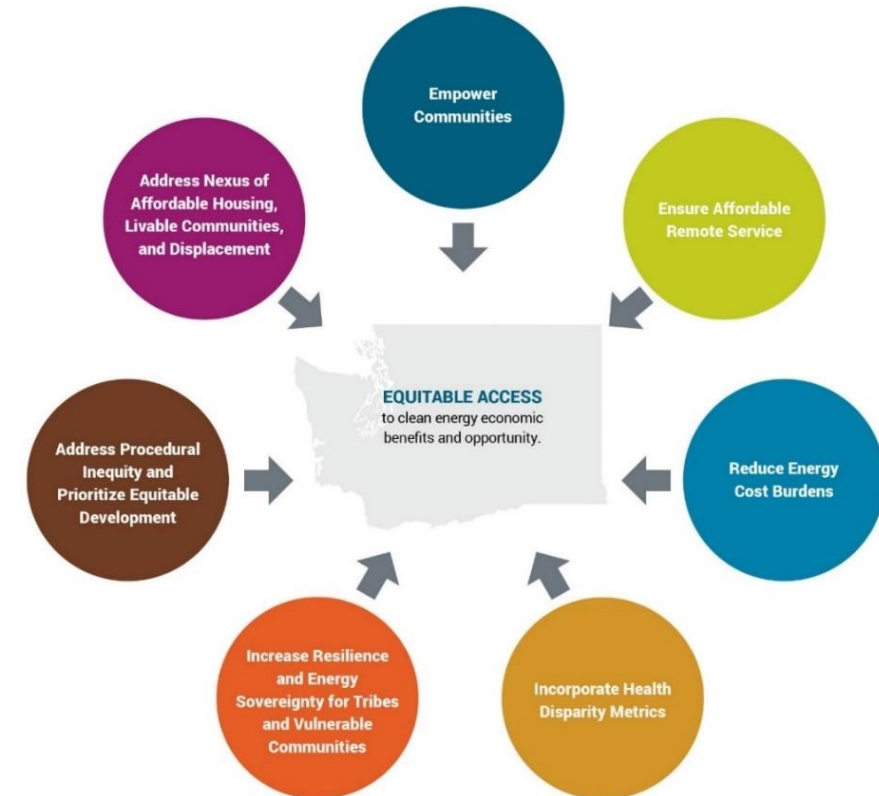 Empower
Communities
Ensure Affordable
Remote Service
Reduce Energy
Cost Burdens
Incorporate Health
Disparity Metrics
Increase Resilience
and Energy
Sovereignty for Tribes
and Vulnerable
Communities
Address Procedural
Inequity and
Prioritize Equitable
Development
Address Nexus of
Affordable Housing,
Livable Communities,
and Displacement
EQUITABLE ACCESS
to clean energy economic
benefits and opportunity.